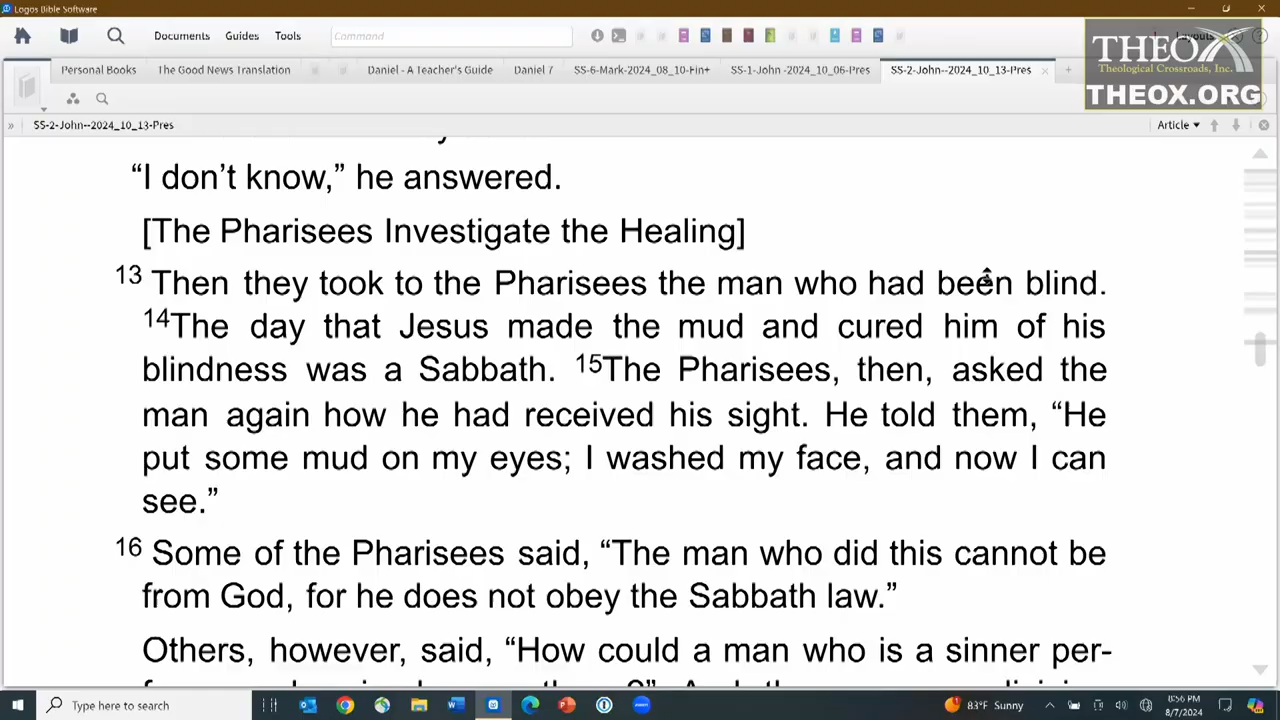 Logos Bible Software
Documents Guides Tools Command
THEOX
Theological Crossroads, Inc.
THEOX.ORG
Personal Books The Good News Translation Daniel 7 SS-6-Mark-2024_08_10-Fin+ SS-1-John -2024_10_06-Pres SS-2-John--2024_10_13-Pres
SS-2-John--2024_10_13-Pres Article
“I don’t know,” he answered.
[The Pharisees Investigate the Healing]
13 Then they took to the Pharisees the man who had been blind.
14The day that Jesus made the mud and cured him of his
blindness was a Sabbath. 15The Pharisees, then, asked the
man again how he had received his sight. He told them, “He
put some mud on my eyes; I washed my face, and now I can
see.”
16 Some of the Pharisees said, “The man who did this cannot be
from God, for he does not obey the Sabbath law.”
Others, however, said, “How could a man who is a sinner per-
Type here to search 83°F Sunny 8:56 PM
8/7/2024